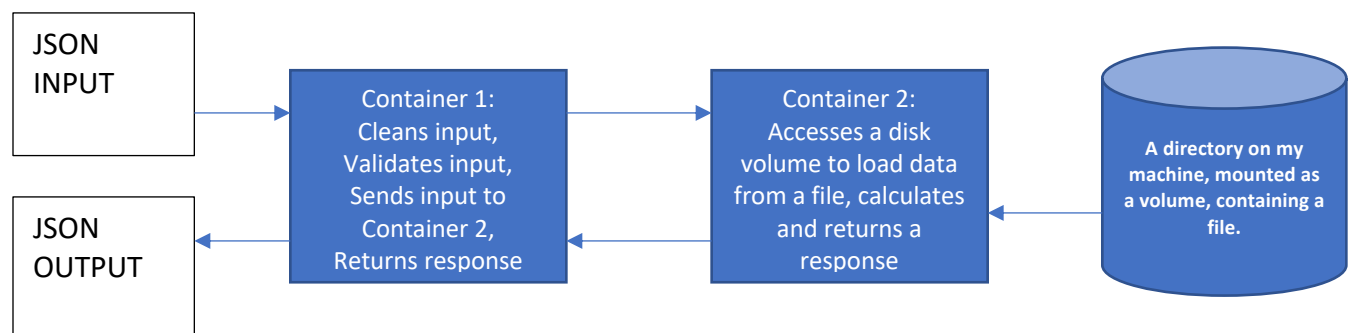 JSON
INPUT
Container 1:
Cleans input,
Validates input,
Sends input to
Container 2,
Returns response
Container 2:
Accesses a disk
volume to load data
from a file, calculates
and returns a
response
A directory on my
machine, mounted as
a volume, containing a
file.
JSON
OUTPUT